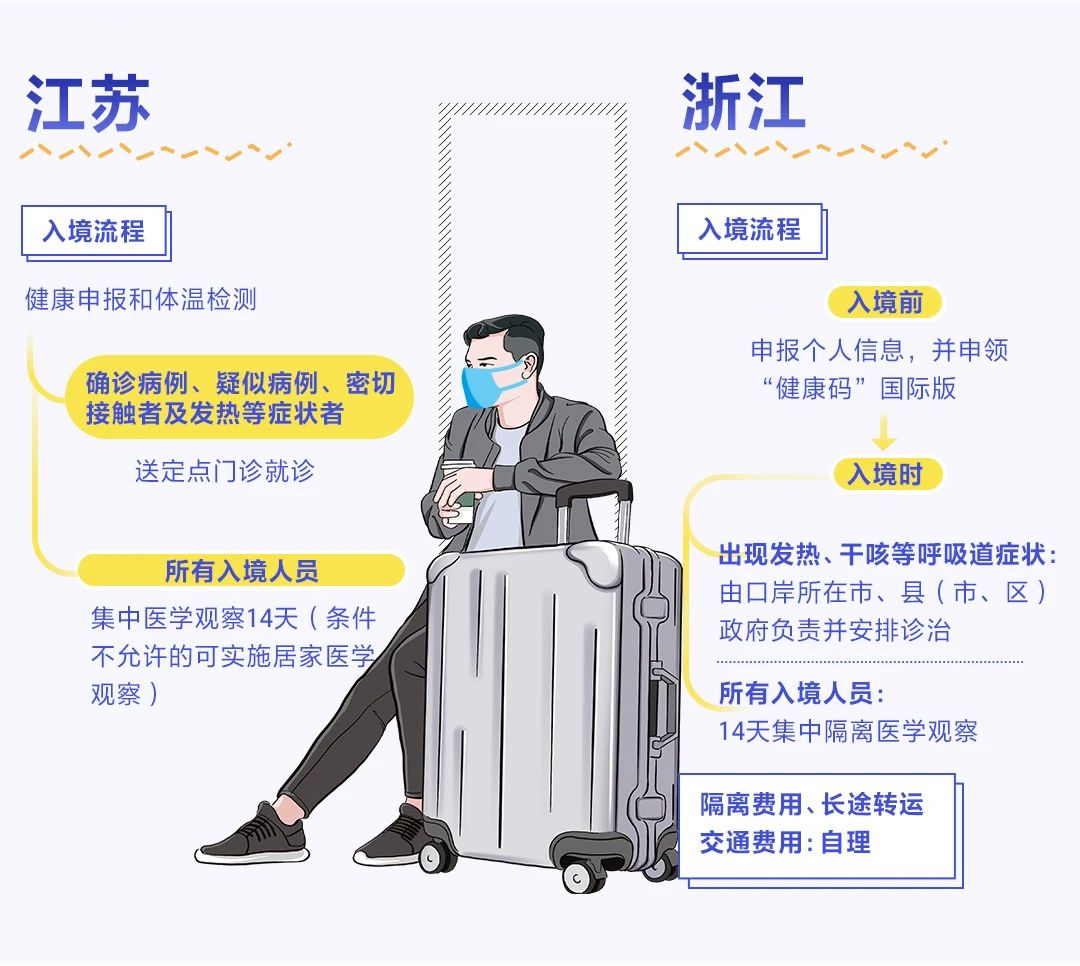 江苏
入境流程
健康申报和体温检测
确诊病例、疑似病例、密切
接触者及发热等症状者
送定点门诊就诊
所有入境人员
集中医学观察14天（条件
不允许的可实施居家医学
观察）
浙江
入境流程
入境前
申报个人信息，并申领
“健康码”国际版
入境时
出现发热、干咳等呼吸道症状：
由口岸所在市、县（市、区）
政府负责并安排诊治
所有入境人员：
14天集中隔离医学观察
隔离费用、长途转运
交通费用：自理